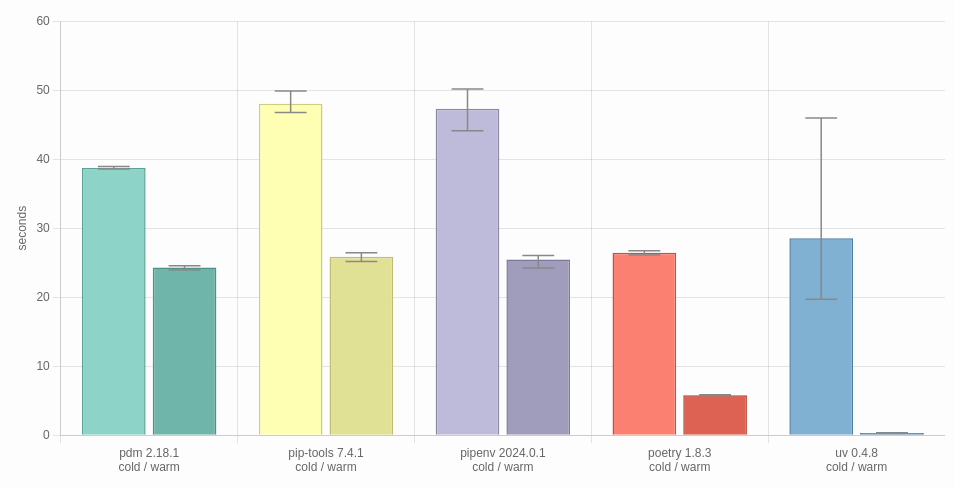 60
50
40
30
20
10
0
seconds
pdm 2.18.1
cold / warm
pip-tools 7.4.1
cold / warm
pipenv 2024.0.1
cold / warm
poetry 1.8.3
cold / warm
uv 0.4.8
cold / warm